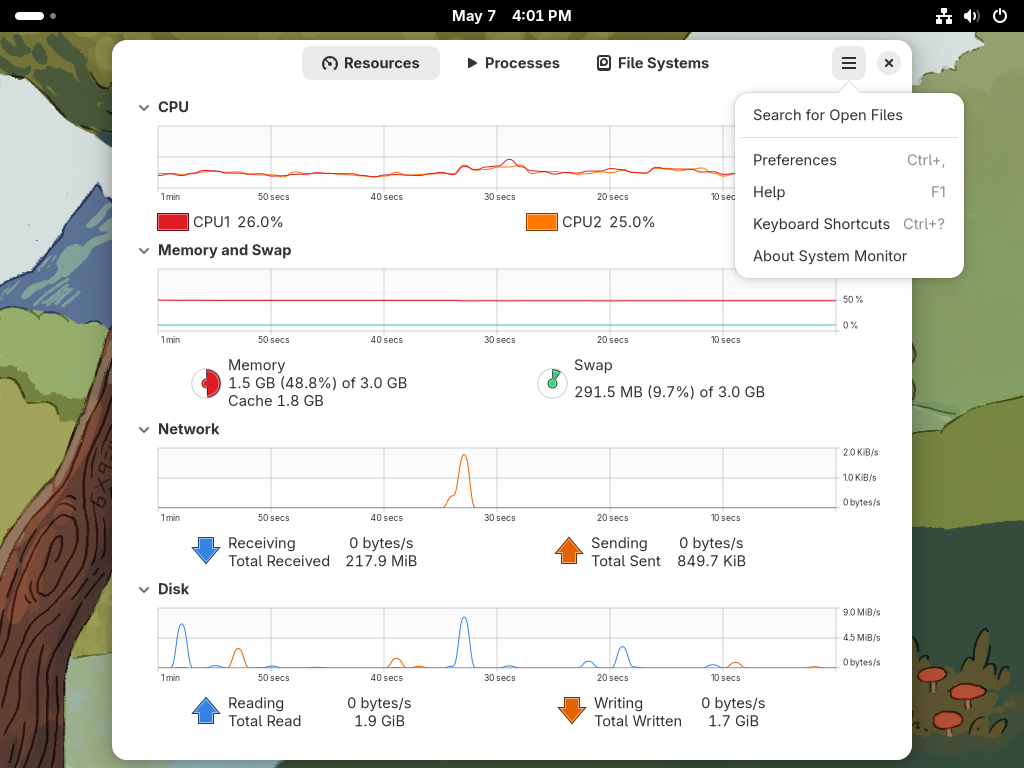 May 7 4:01 PM
Resources Processes File Systems
Search for Open Files
Preferences Ctrl+,
Help F1
Keyboard Shortcuts Ctrl+?
About System Monitor
CPU
1 min 50 secs 40 secs 30 secs 20 secs 10 secs
CPU1 26.0% CPU2 25.0%
Memory and Swap
50 %
0 %
1 min 50 secs 40 secs 30 secs 20 secs 10 secs
Memory
1.5 GB (48.8%) of 3.0 GB
Cache 1.8 GB
Swap
291.5 MB (9.7%) of 3.0 GB
Network
2.0 KiB/s
1.0 KiB/s
0 bytes/s
1 min 50 secs 40 secs 30 secs 20 secs 10 secs
Receiving 0 bytes/s
Total Received 217.9 MiB
Sending 0 bytes/s
Total Sent 849.7 KiB
Disk
9.0 MiB/s
4.5 MiB/s
0 bytes/s
1 min 50 secs 40 secs 30 secs 20 secs 10 secs
Reading 0 bytes/s
Total Read 1.9 GiB
Writing 0 bytes/s
Total Written 1.7 GiB